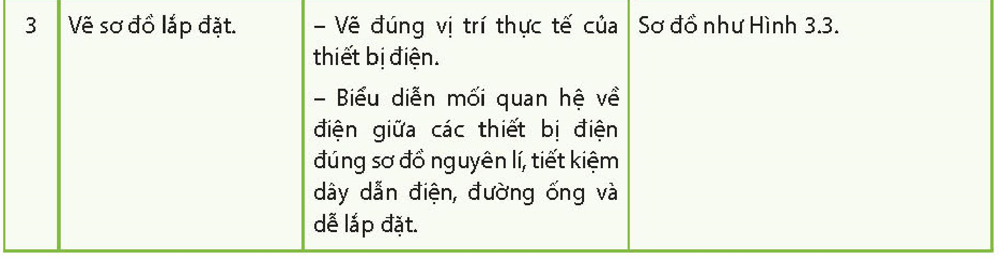 3
Vẽ sơ đồ lắp đặt.
– Vẽ đúng vị trí thực tế của
thiết bị điện.
– Biểu diễn mối quan hệ về
điện giữa các thiết bị điện
đúng sơ đồ nguyên lí, tiết kiệm
dây dẫn điện, đường ống và
dễ lắp đặt.
Sơ đồ như Hình 3.3.